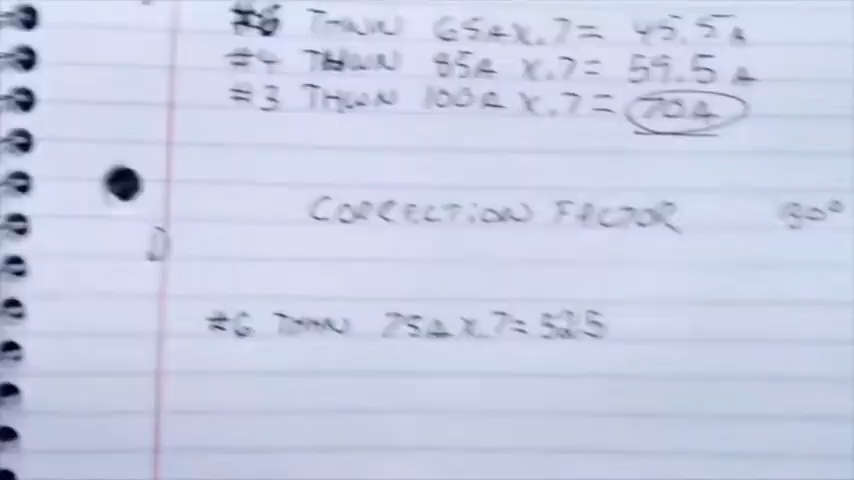 #6 THWN 65A X .7 = 45.5A
#4 THWN 85A X .7 = 59.5A
#3 THWN 100A X .7 = 70A
CORRECTION FACTOR 90°
#6 THHN 75A X .7 = 52.5